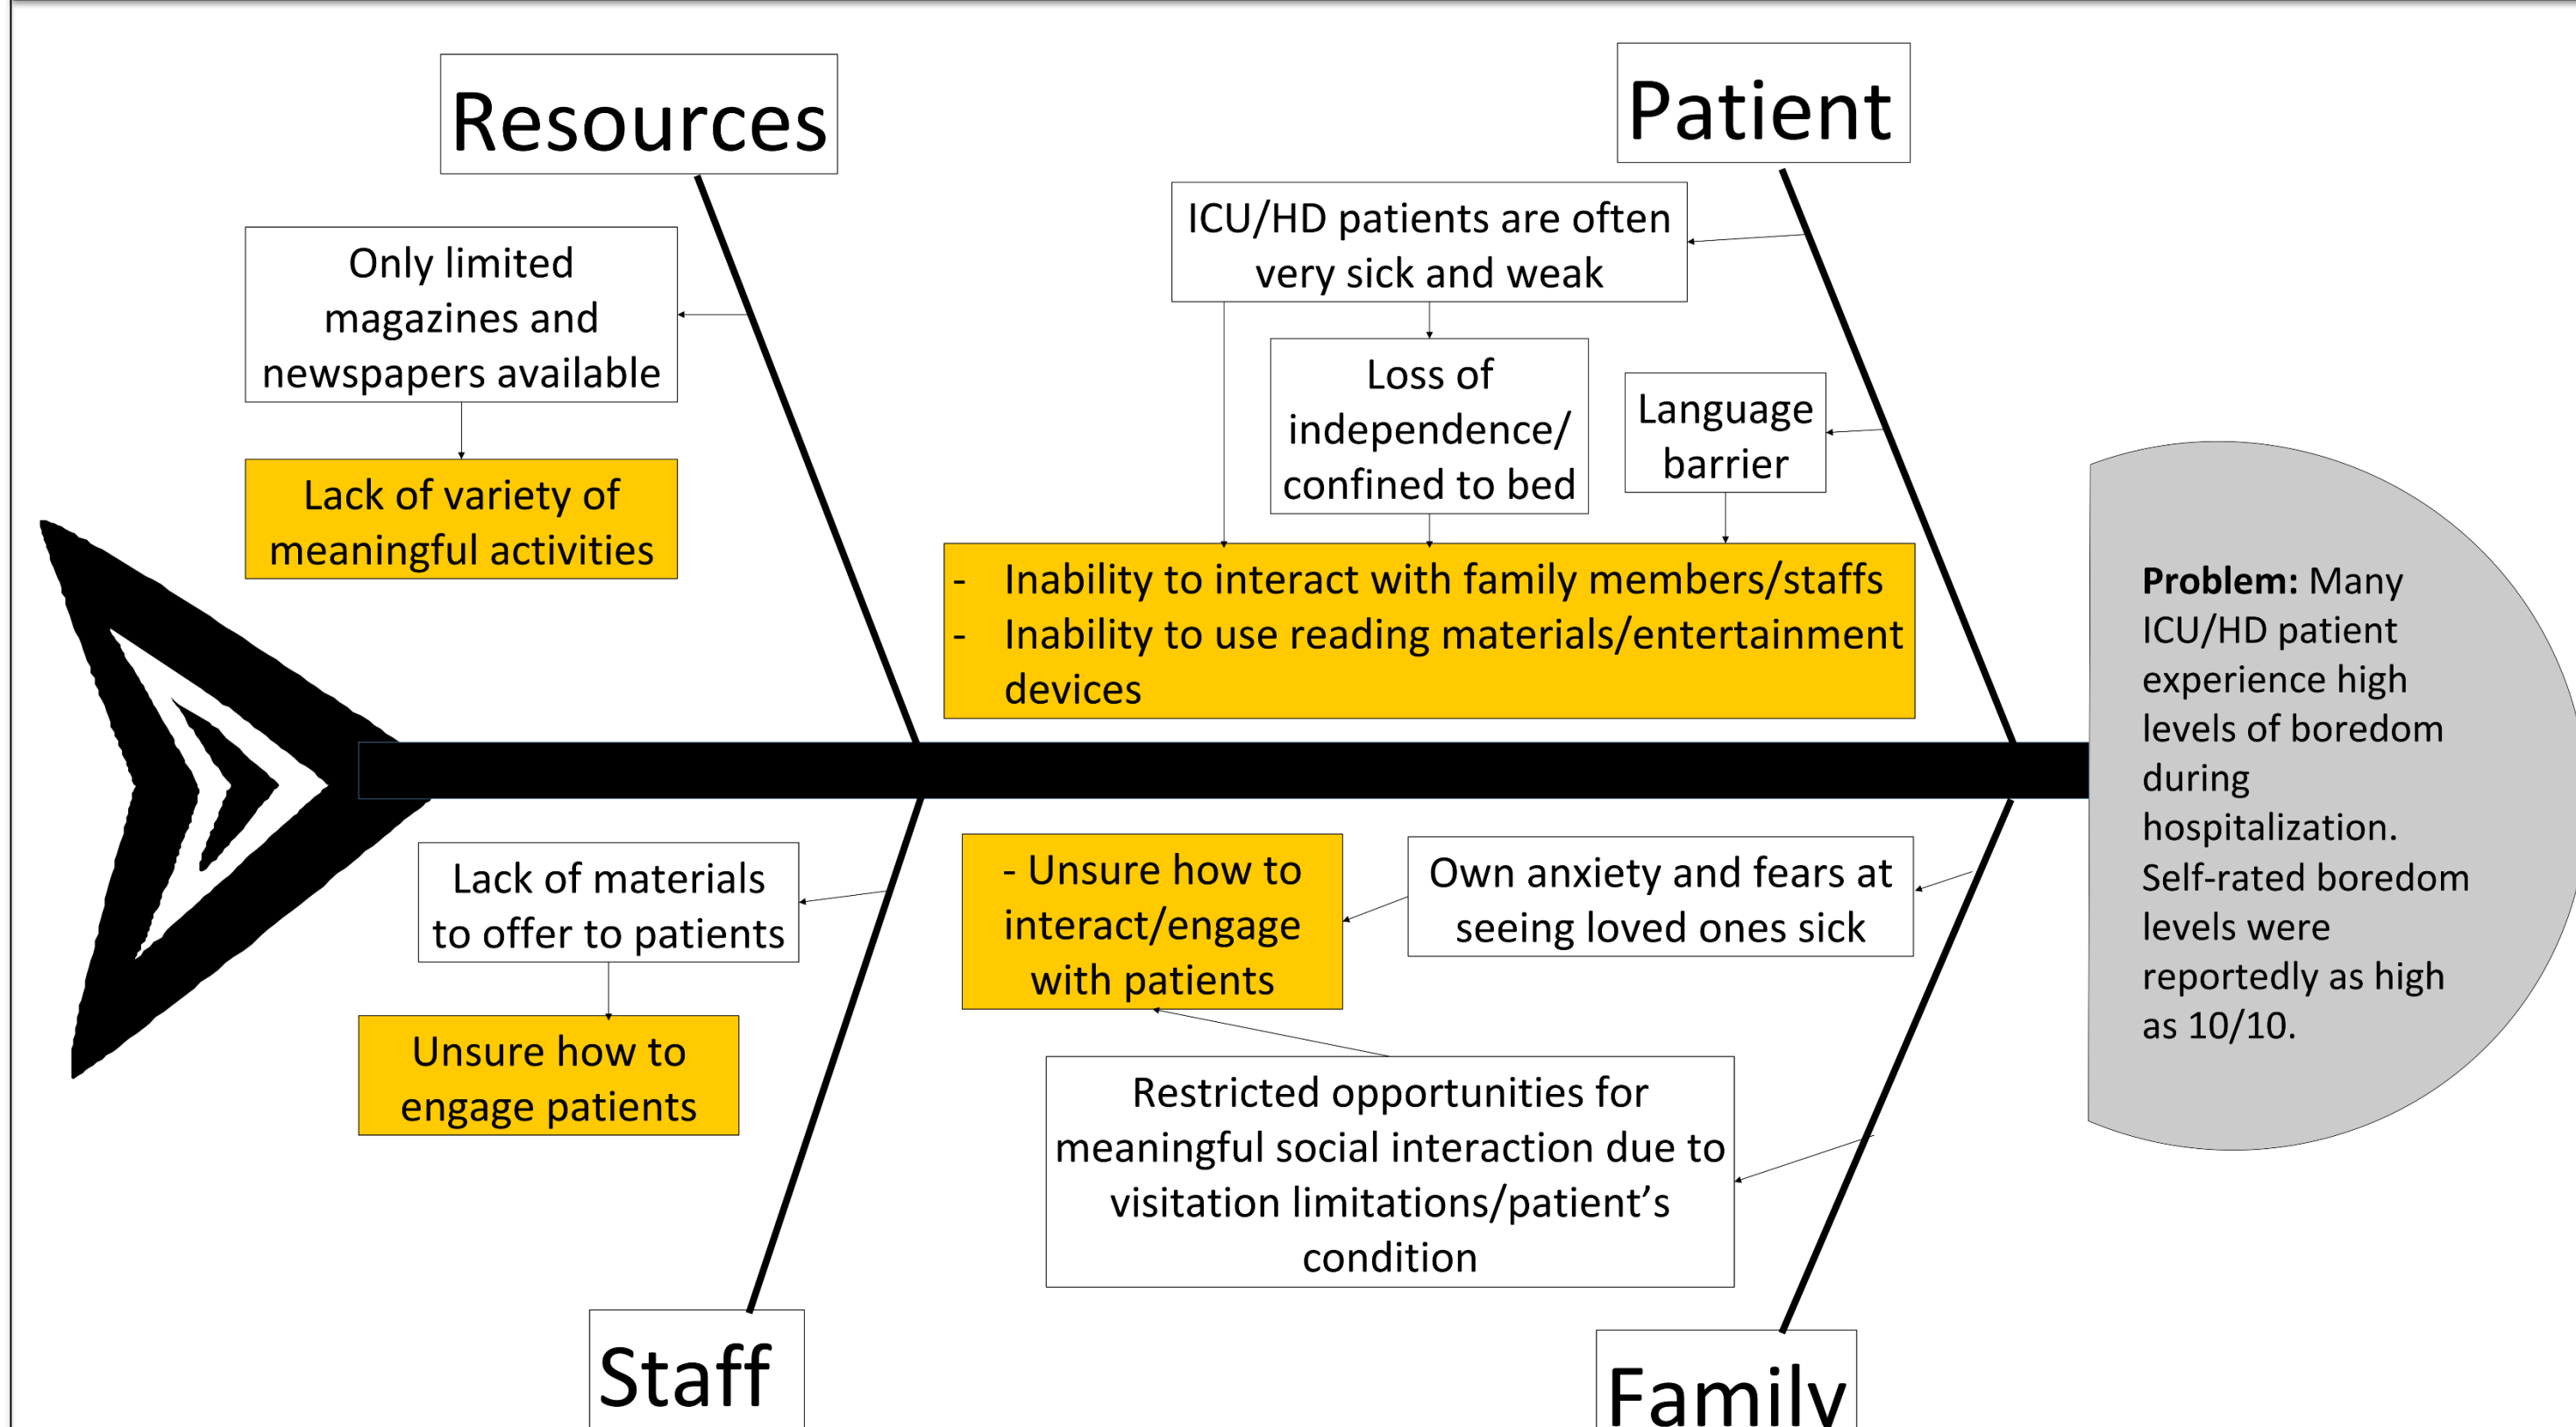 Resources
Only limited
magazines and
newspapers available
Lack of variety of
meaningful activities
Patient
ICU/HD patients are often
very sick and weak
Loss of
independence/
confined to bed
Language
barrier
- Inability to interact with family members/staffs
- Inability to use reading materials/entertainment
devices
Problem: Many
ICU/HD patient
experience high
levels of boredom
during
hospitalization.
Self-rated boredom
levels were
reportedly as high
as 10/10.
Lack of materials
to offer to patients
Unsure how to
engage patients
Staff
- Unsure how to
interact/engage
with patients
Own anxiety and fears at
seeing loved ones sick
Restricted opportunities for
meaningful social interaction due to
visitation limitations/patient’s
condition
Family